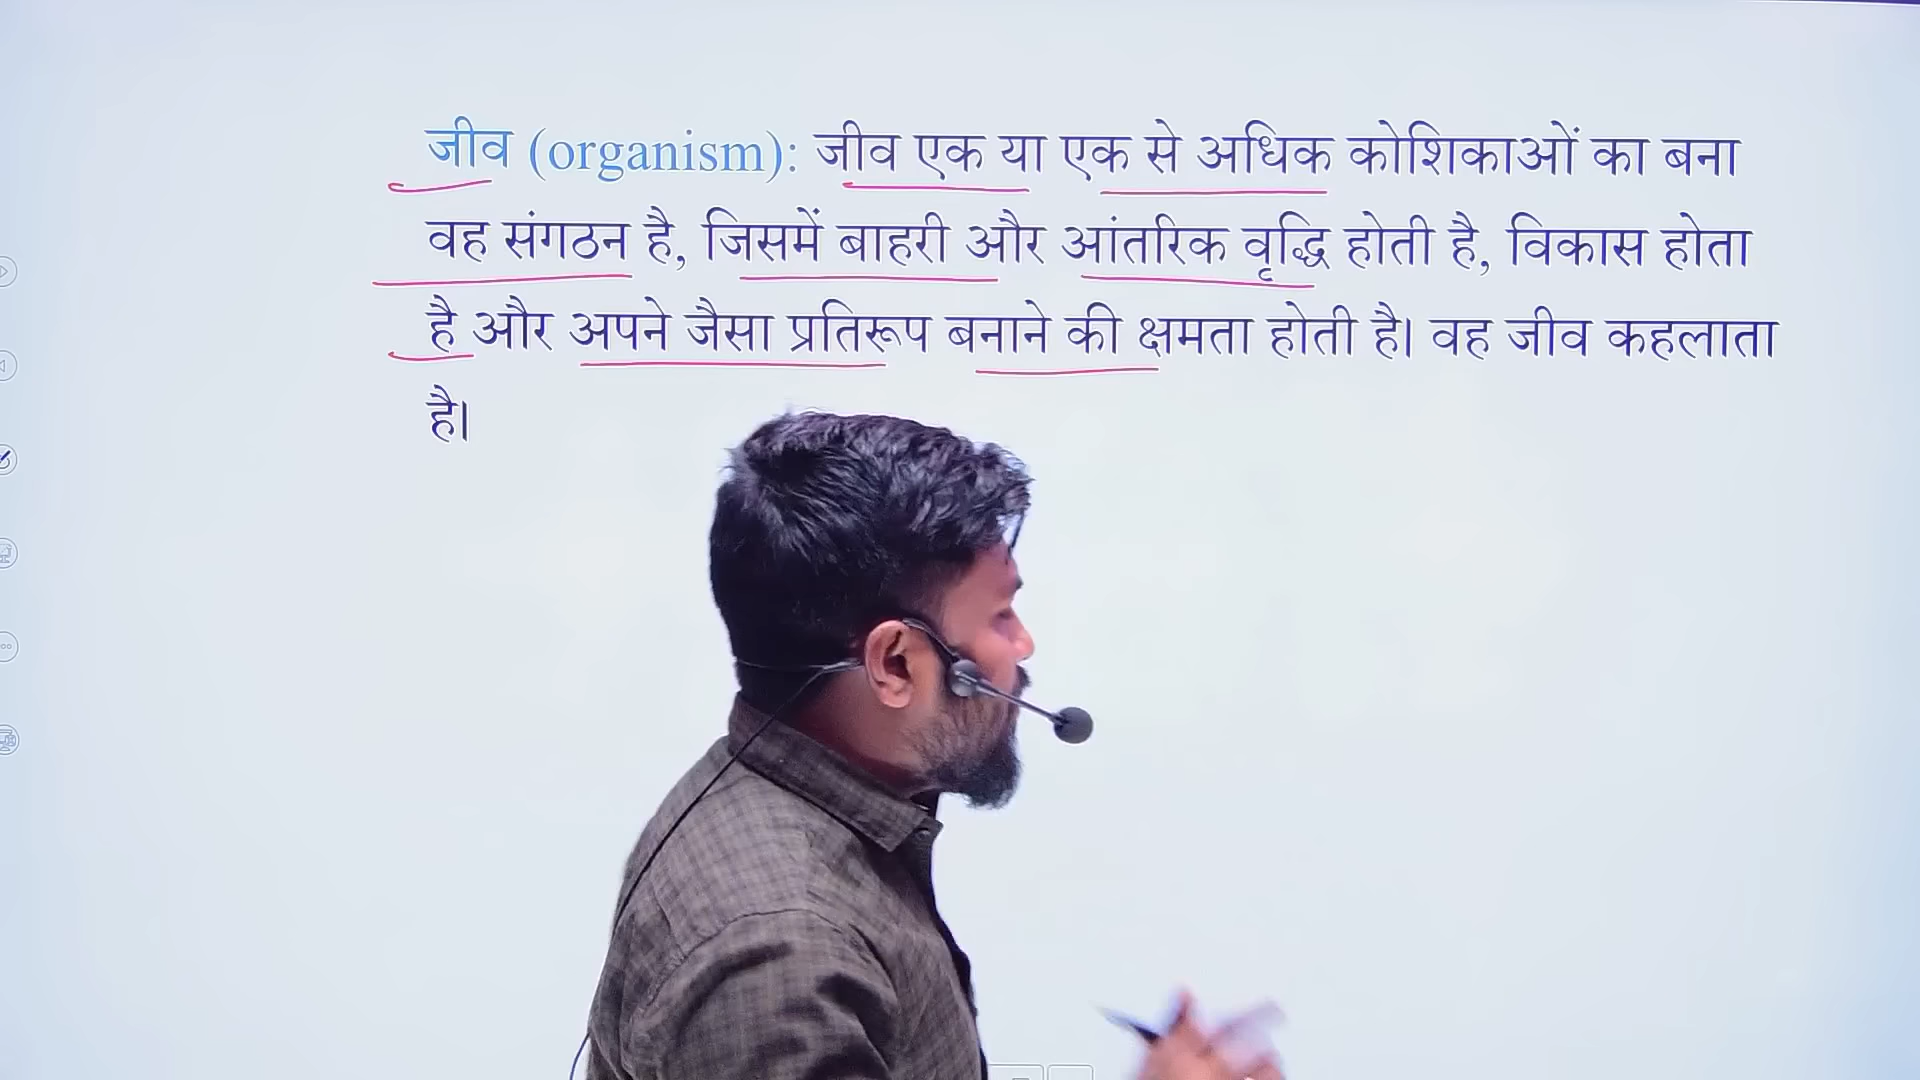 जीव (organism): जीव एक या एक से अधिक कोशिकाओं का बना
वह संगठन है, जिसमें बाहरी और आंतरिक वृद्धि होती है, विकास होता
है और अपने जैसा प्रतिरूप बनाने की क्षमता होती है। वह जीव कहलाता
है।